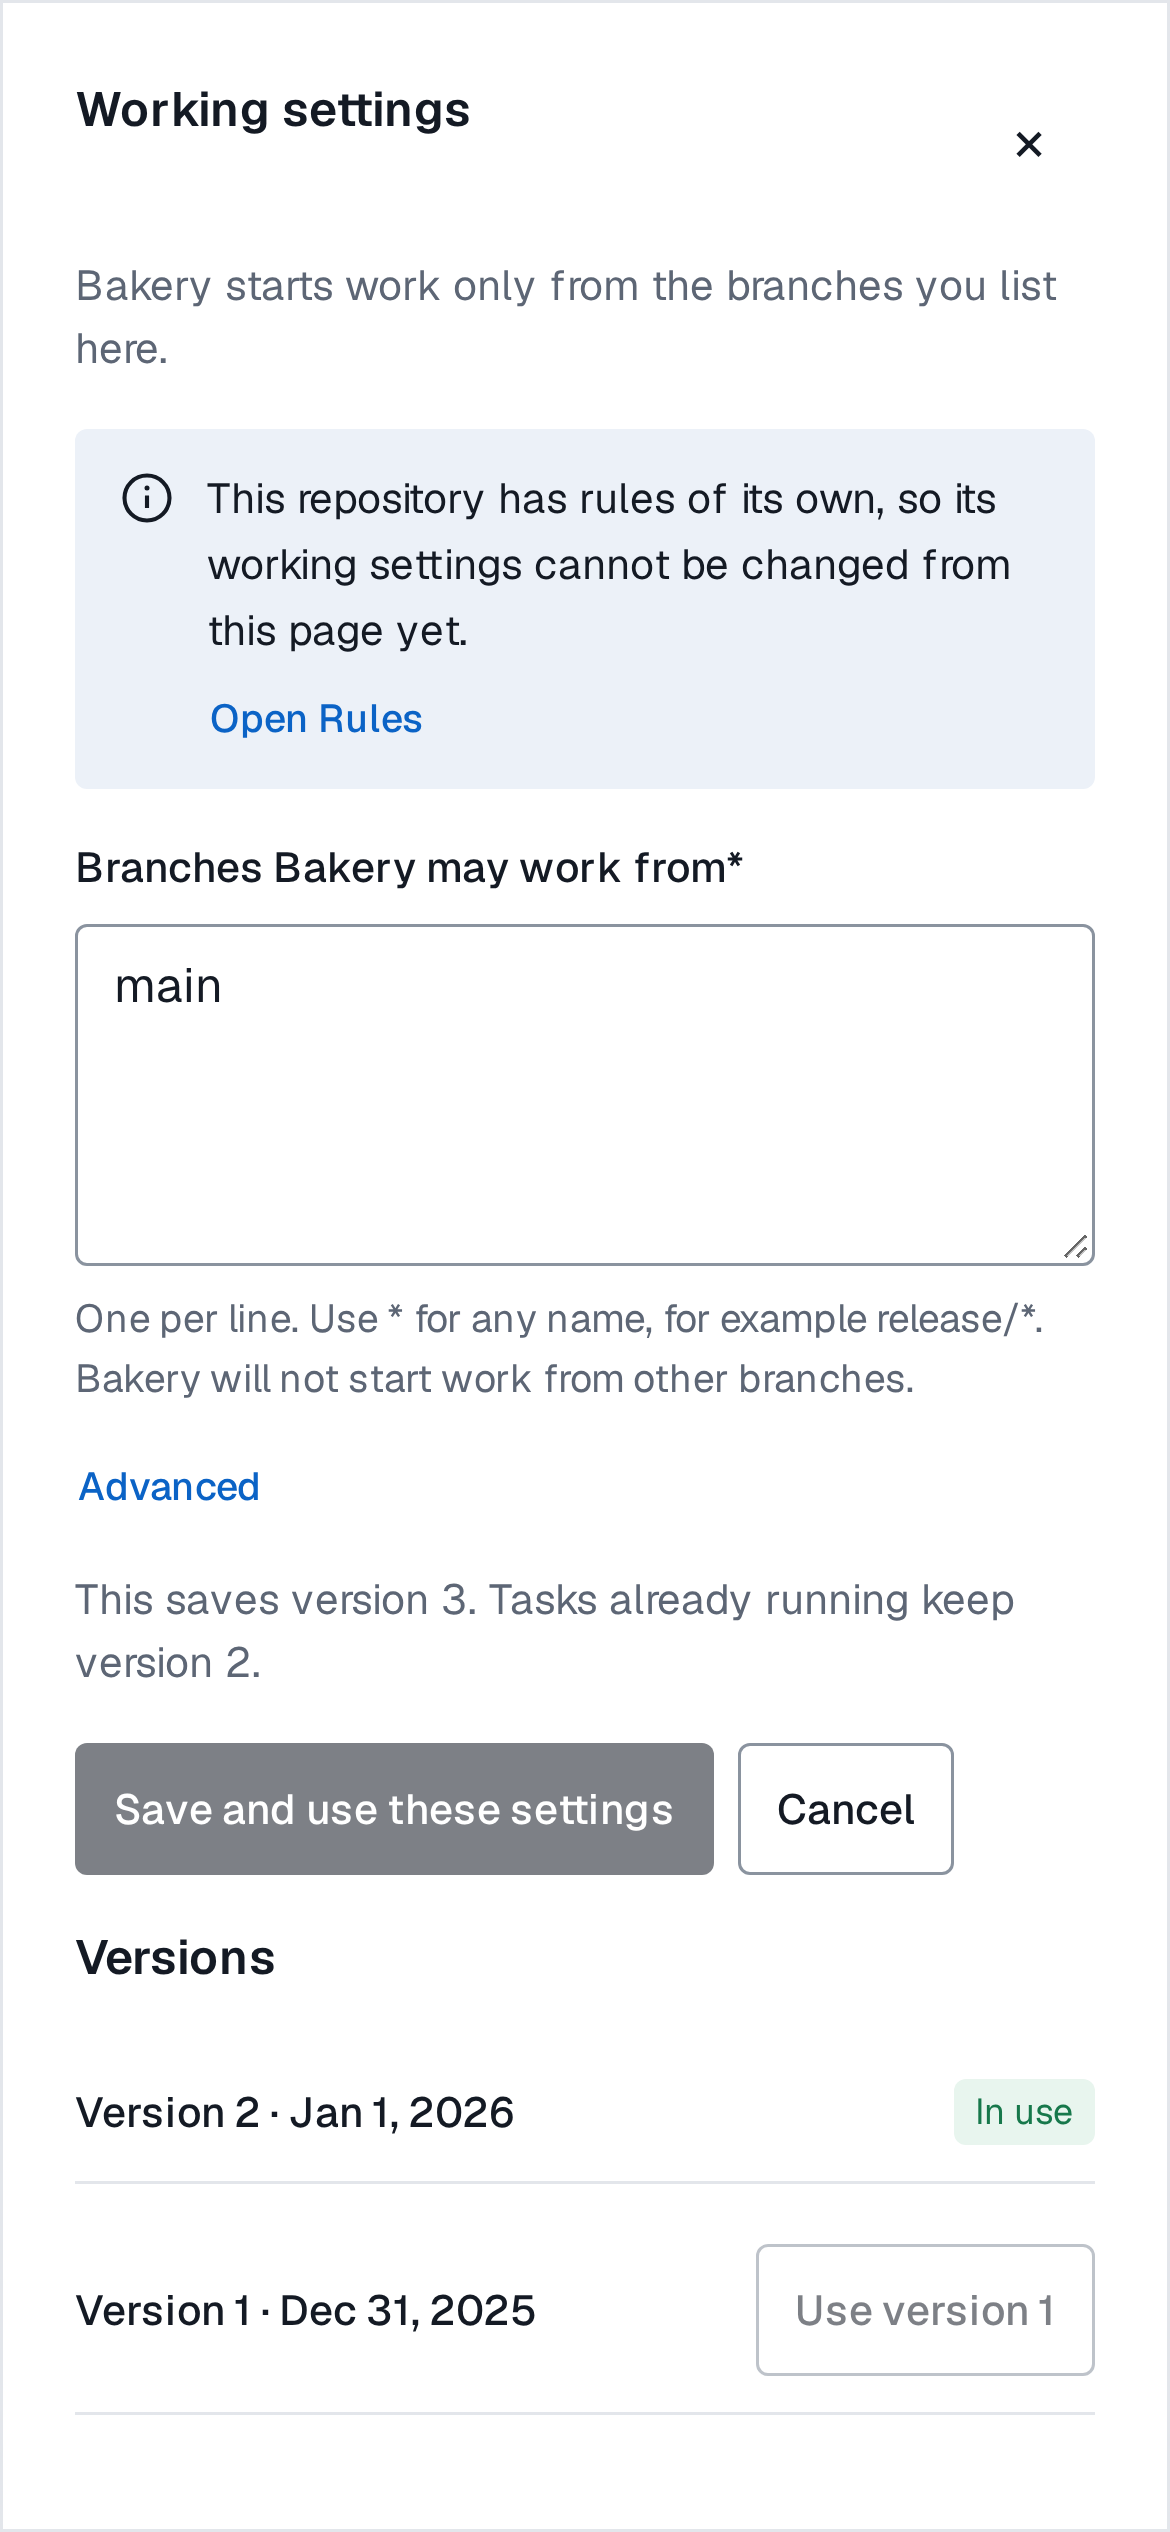 Working settings
Bakery starts work only from the branches you list
here.
This repository has rules of its own, so its
working settings cannot be changed from
this page yet.
Open Rules
Branches Bakery may work from*
main
One per line. Use * for any name, for example release/*.
Bakery will not start work from other branches.
Advanced
This saves version 3. Tasks already running keep
version 2.
Save and use these settings
Cancel
Versions
Version 2 · Jan 1, 2026
In use
Version 1 · Dec 31, 2025
Use version 1